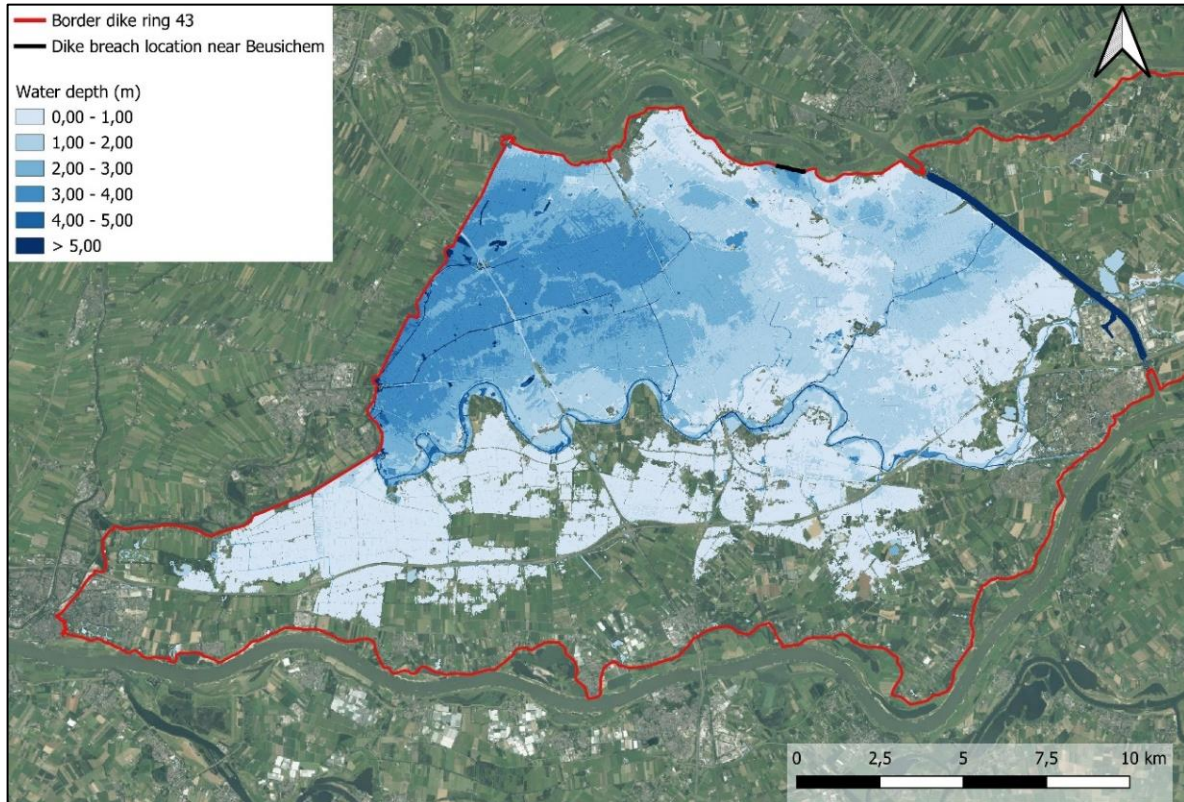 Border dike ring 43
Dike breach location near Beusichem
Water depth (m)
0,00 - 1,00
1,00 - 2,00
2,00 - 3,00
3,00 - 4,00
4,00 - 5,00
> 5,00
0 2,5 5 7,5 10 km